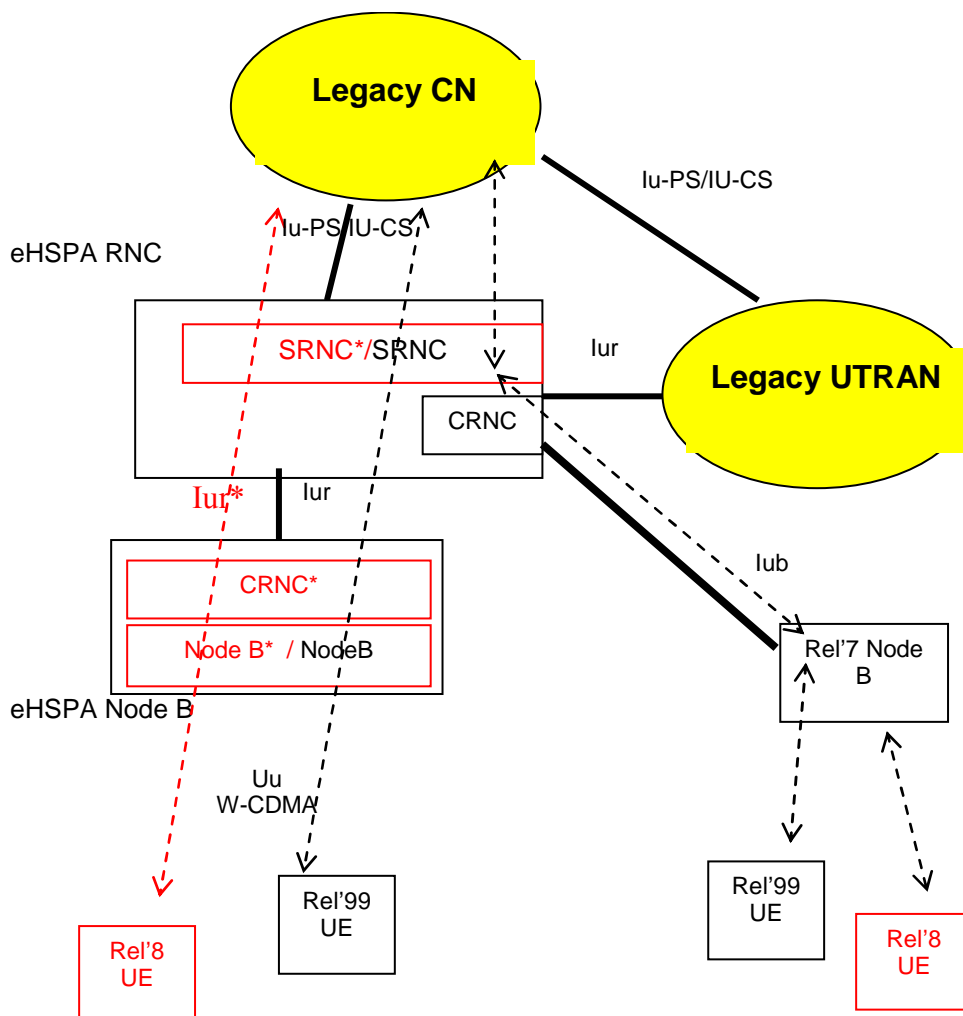 Legacy CN
Iu-PS/IU-CS
Iu-PS/IU-CS
eHSPA RNC
SRNC*/SRNC
Iur
Legacy UTRAN
CRNC
Iur*
Iur
Iub
CRNC*
Node B* / NodeB
Rel'7 Node
B
eHSPA Node B
Uu
W-CDMA
Rel'99
UE
Rel'99
UE
Rel'8
UE
Rel'8
UE